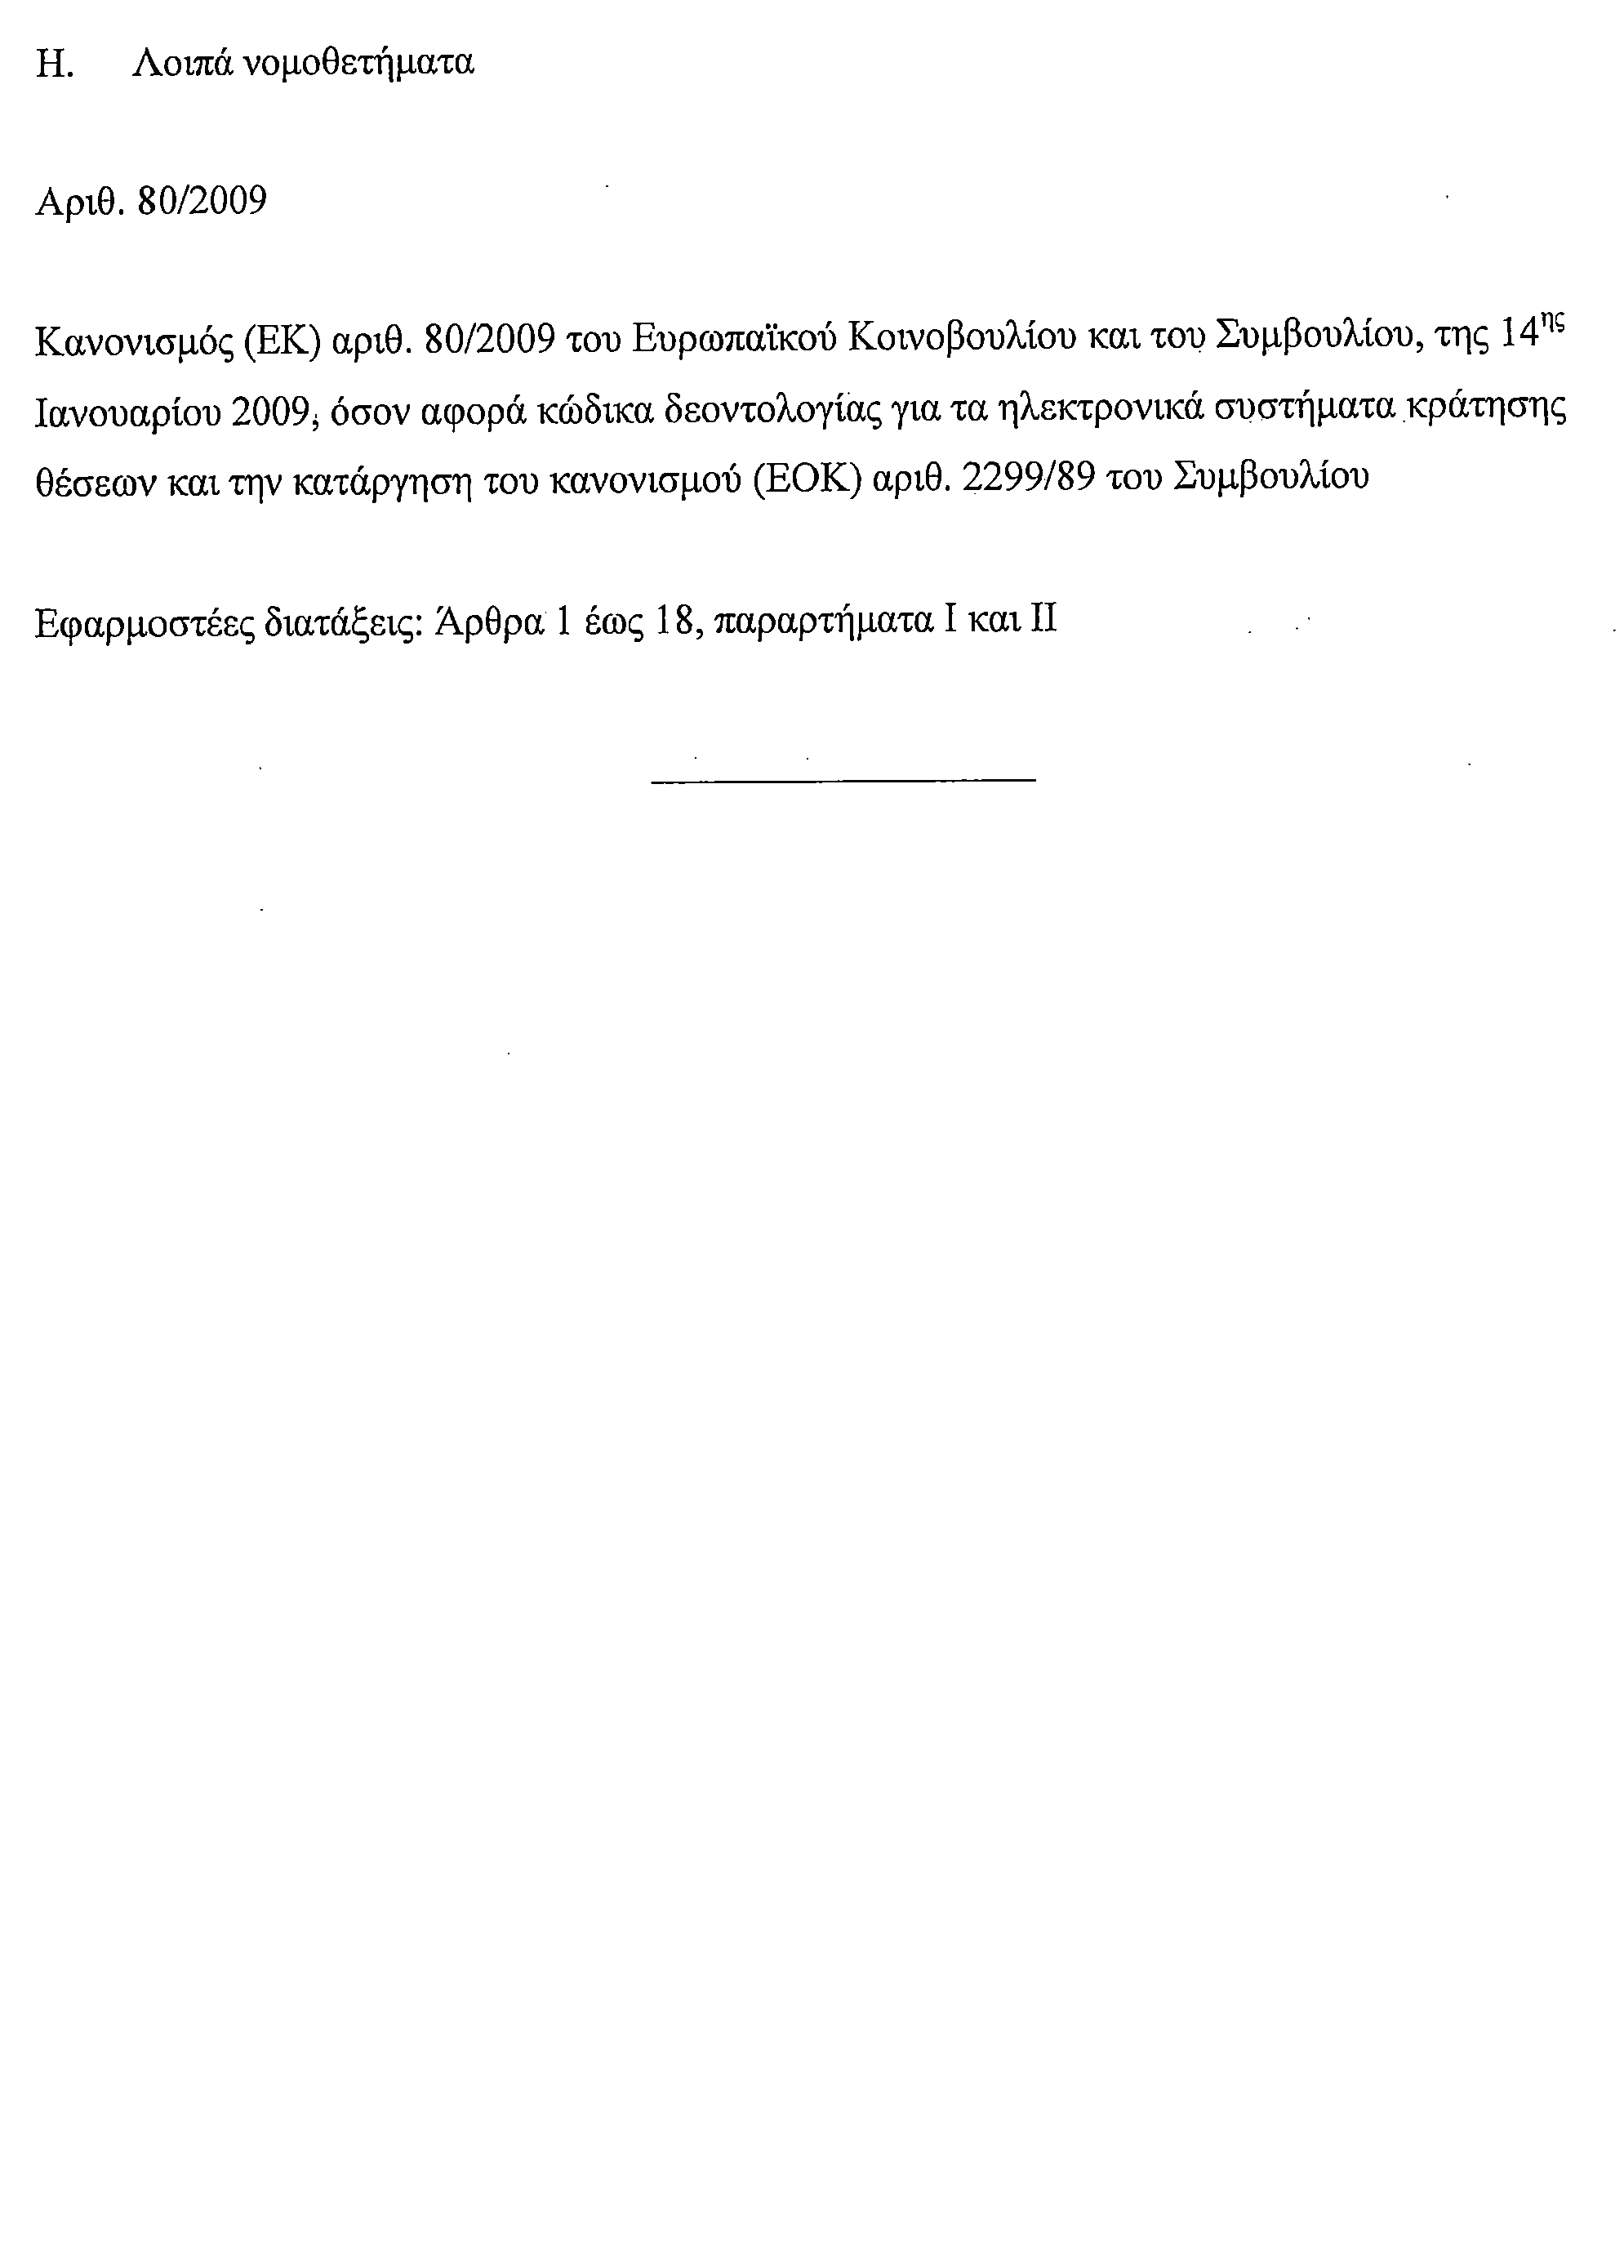 Η. Λοιπά νομοθετήματα
Αριθ. 80/2009
Κανονισμός (ΕΚ) αριθ. 80/2009 του Ευρωπαϊκού Κοινοβουλίου και του Συμβουλίου, της 14ης
Ιανουαρίου 2009, όσον αφορά κώδικα δεοντολογίας για τα ηλεκτρονικά συστήματα κράτησης
θέσεων και την κατάργηση του κανονισμού (ΕΟΚ) αριθ. 2299/89 του Συμβουλίου
Εφαρμοστέες διατάξεις: Άρθρα 1 έως 18, παραρτήματα I και II